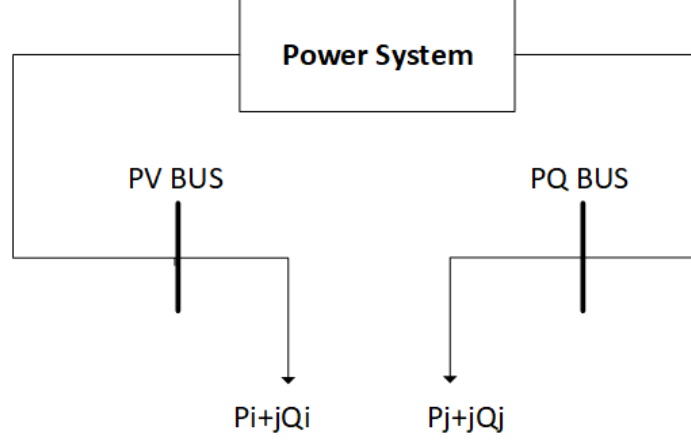 Power System
PV BUS
PQ BUS
Pi+jQi
Pj+jQj